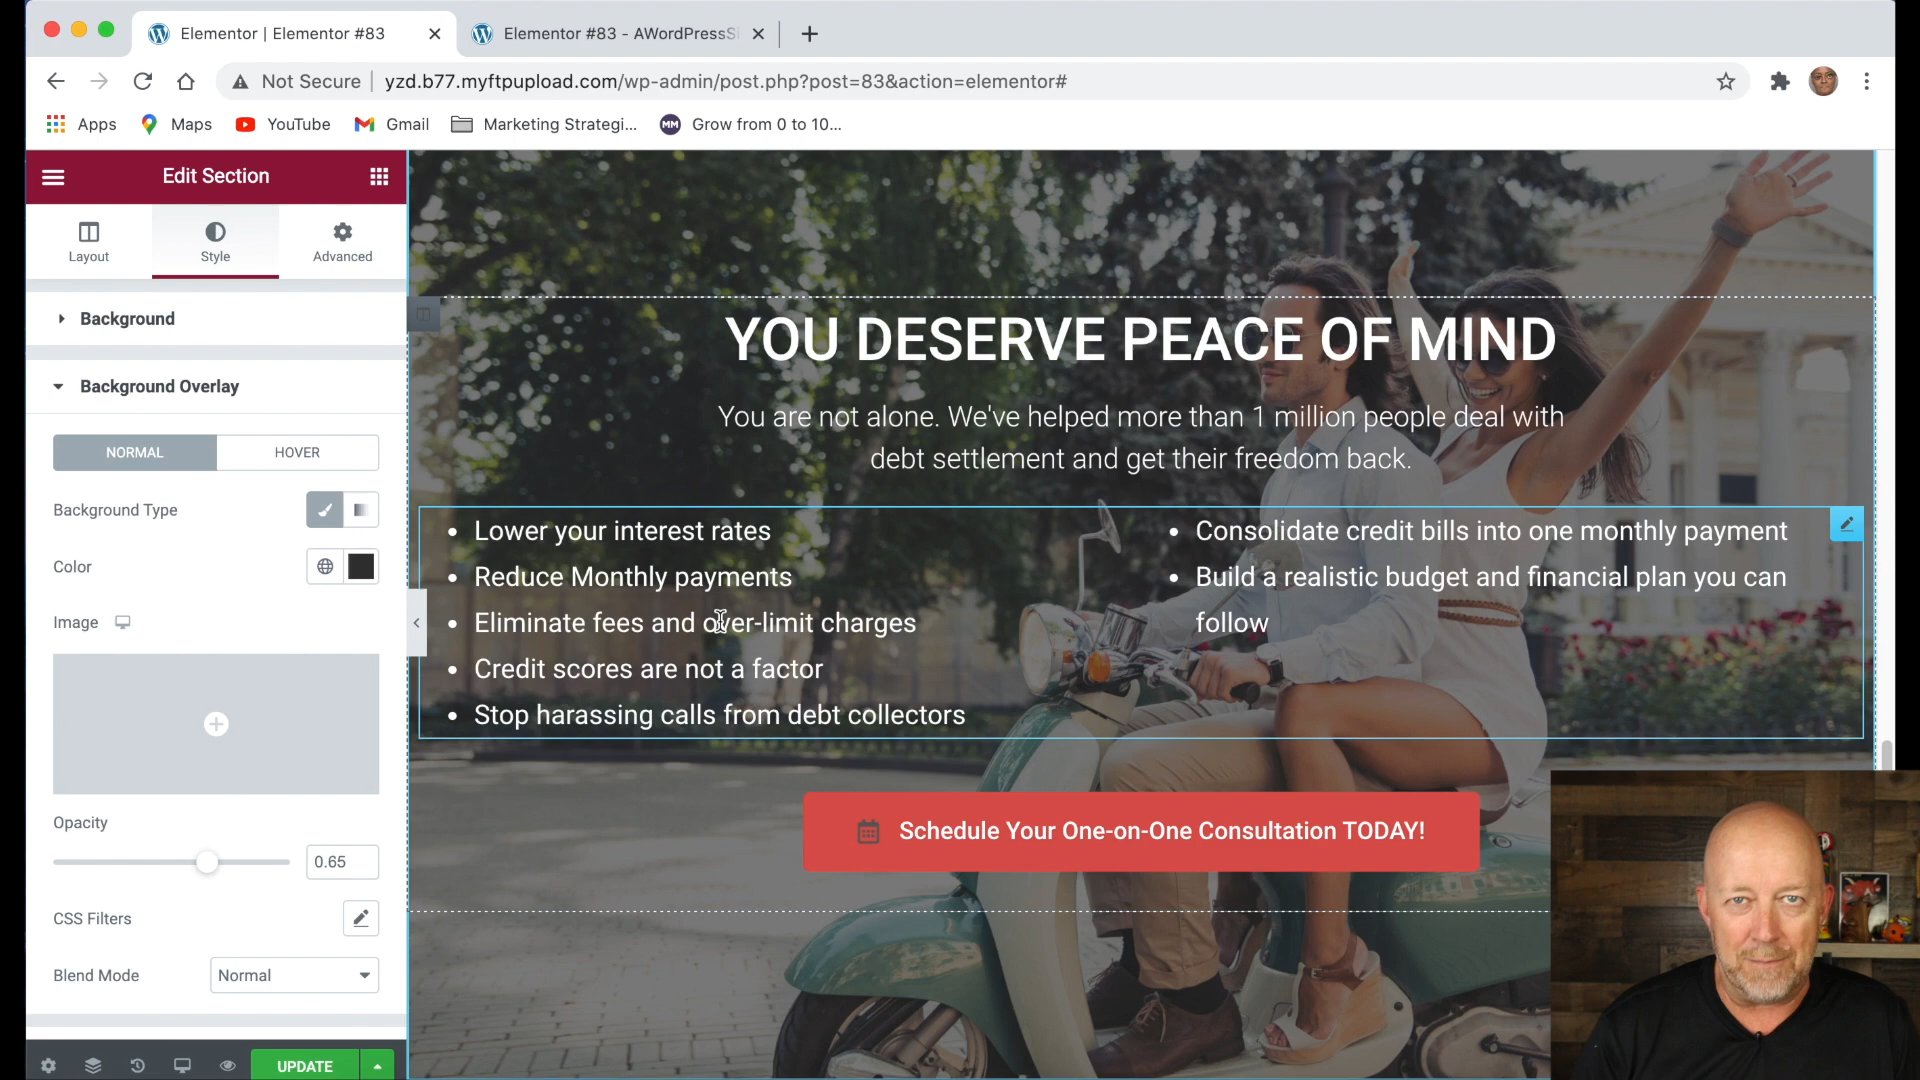 Elementor | Elementor #83
Elementor #83 - AWordPressS
Not Secure
yzd.b77.myftpupload.com/wp-admin/post.php?post=83&action=elementor#
Apps
Maps
YouTube
Gmail
Marketing Strategi...
MM
Grow from 0 to 10...
Edit Section
Layout
Style
Advanced
Background
Background Overlay
NORMAL
HOVER
Background Type
Color
Image
Opacity
0.65
CSS Filters
Blend Mode
Normal
UPDATE
YOU DESERVE PEACE OF MIND
You are not alone. We've helped more than 1 million people deal with
debt settlement and get their freedom back.
• Lower your interest rates
• Reduce Monthly payments
• Eliminate fees and over-limit charges
• Credit scores are not a factor
• Stop harassing calls from debt collectors
• Consolidate credit bills into one monthly payment
• Build a realistic budget and financial plan you can
follow
Schedule Your One-on-One Consultation TODAY!